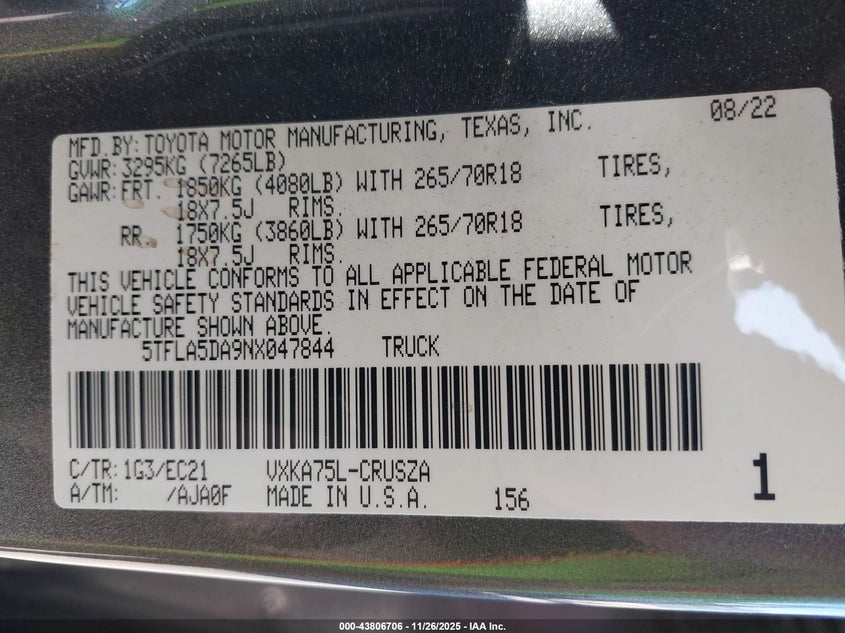 08/22
MFD.BY: TOYOTA MOTOR MANUFACTURING, TEXAS, INC.
GVWR: 3295KG (7265LB)
GAWR: FRT. 1850KG (4080LB) WITH 265/70R18 TIRES,
18X7.5J RIMS.
RR. 1750KG (3860LB) WITH 265/70R18 TIRES,
18X7.5J RIMS.
THIS VEHICLE CONFORMS TO ALL APPLICABLE FEDERAL MOTOR
VEHICLE SAFETY STANDARDS IN EFFECT ON THE DATE OF
MANUFACTURE SHOWN ABOVE.
5TFLA5DA9NX047844 TRUCK
C/TR: 1G3/EC21 VXKA75L-CRUSZA
A/TM: /AJA0F MADE IN U.S.A. 156 1
000-43806706 - 11/26/2025 - IAA Inc.